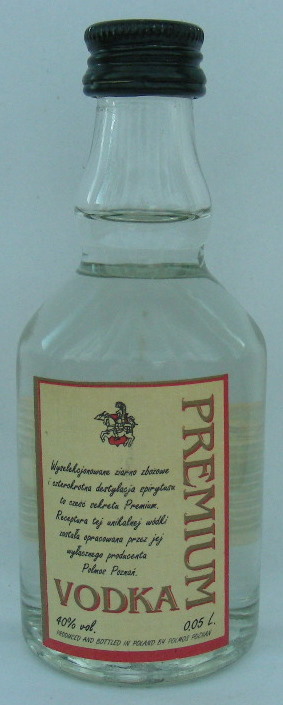 PREMIUM
Wyselekcjonowane ziarno zbożowe
i czterokrotna destylacja spirytusu
to cześć sekretu Premium.
Receptura tej unikalnej wódki
została opracowana przez jej
wyłącznego producenta
Polmos Poznań.
VODKA
40% vol. 0,05 L.
PRODUCED AND BOTTLED IN POLAND BY POLMOS POZNAŃ